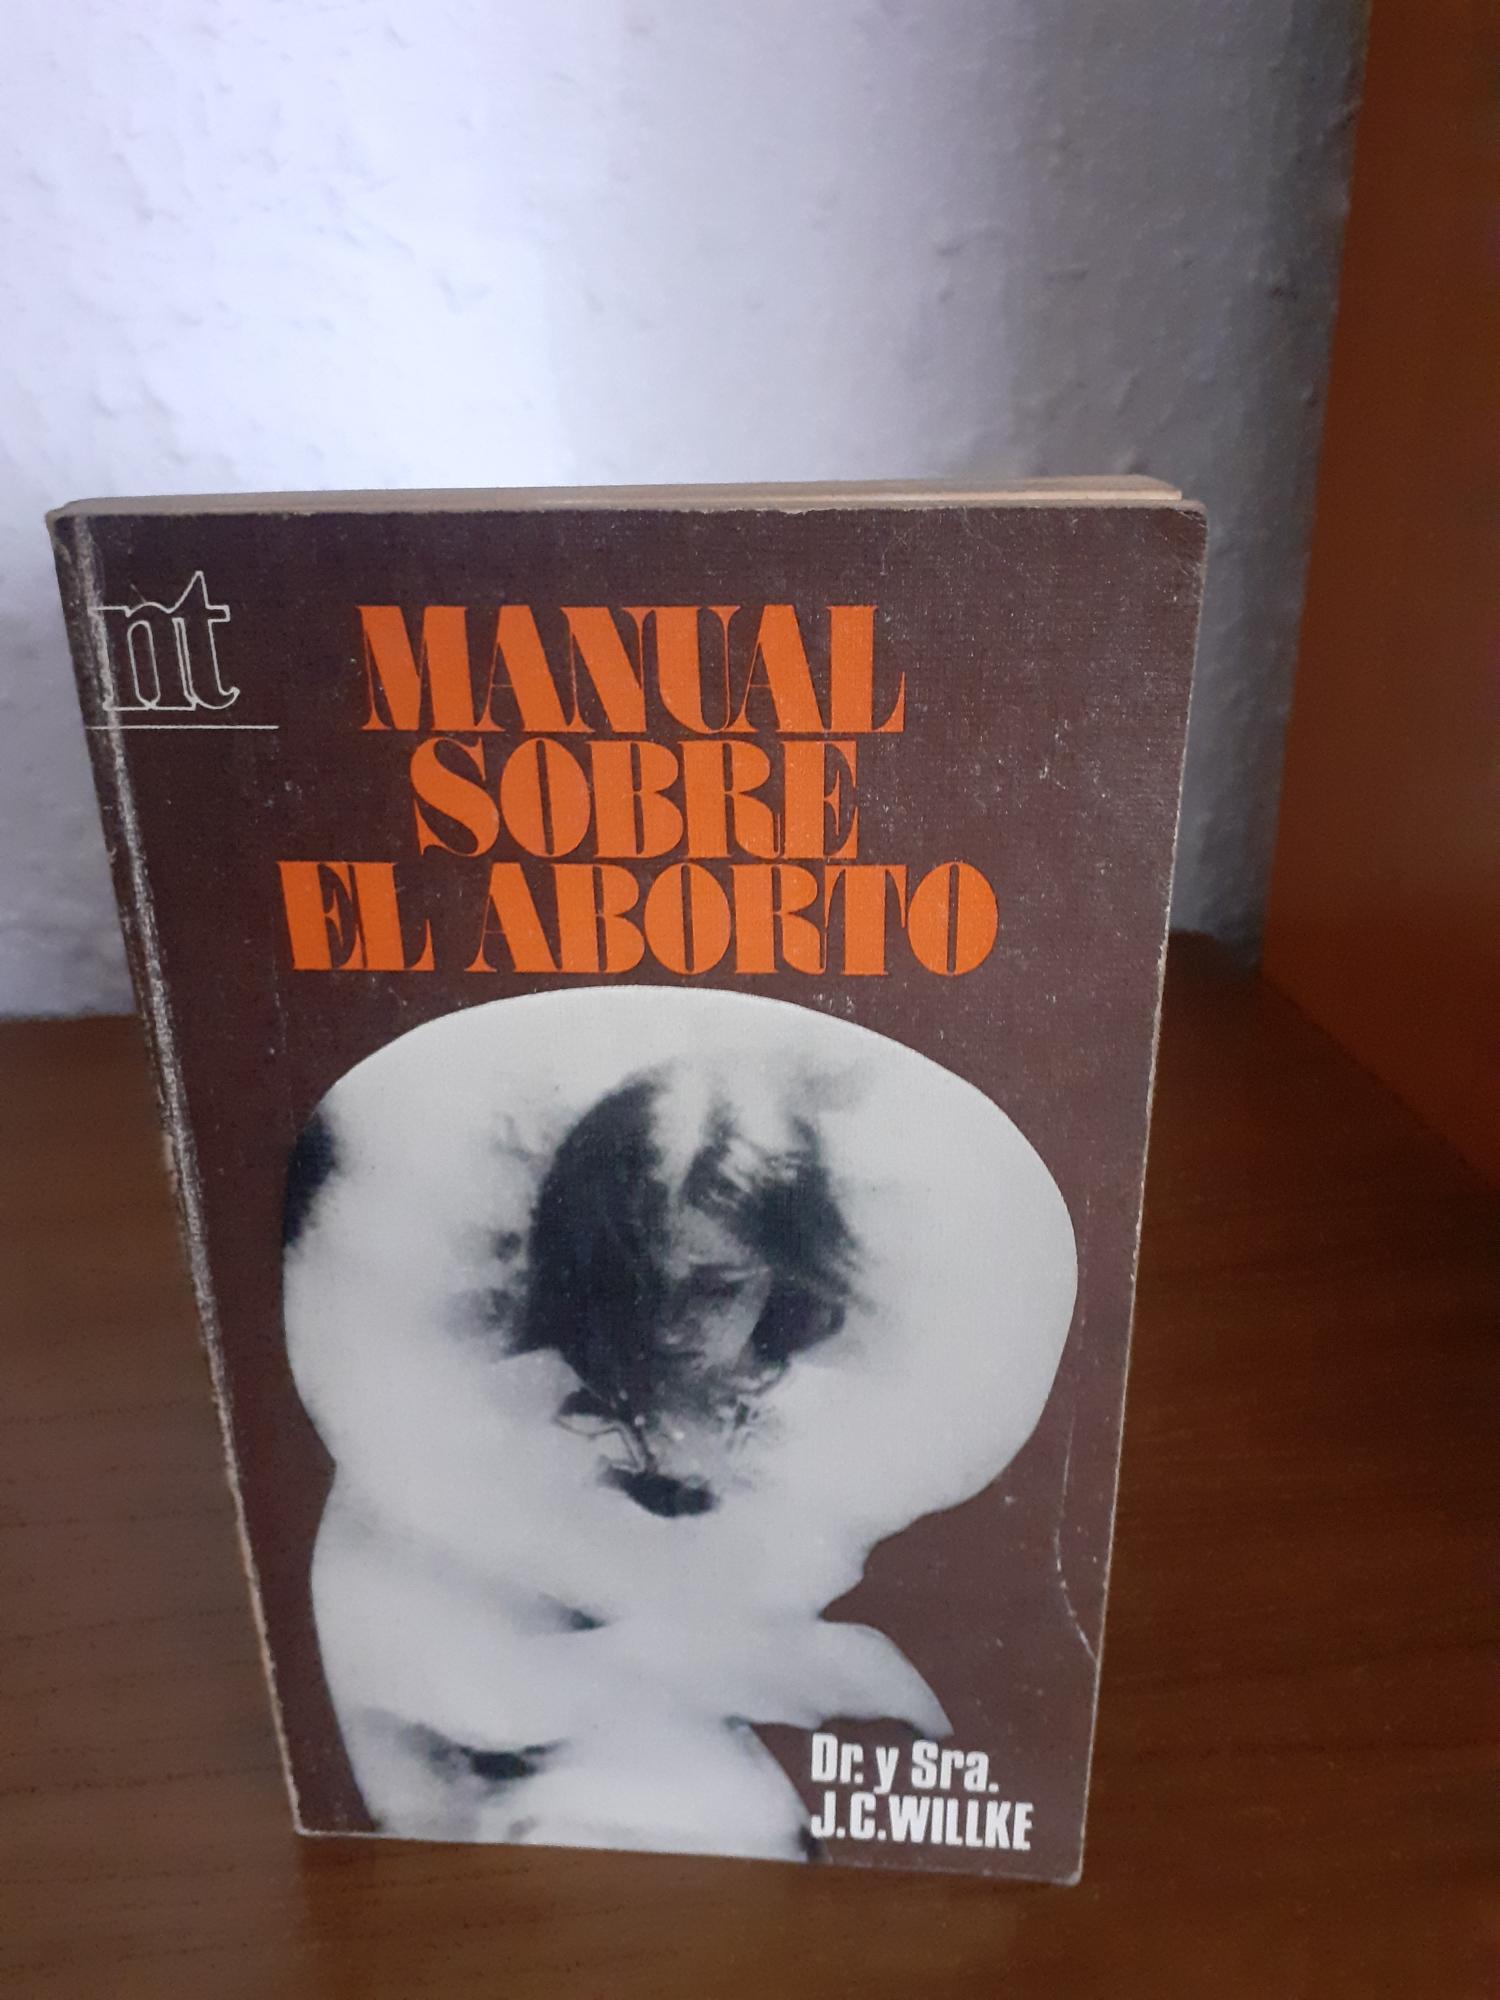 nt
MANUAL
SOBRE
EL ABORTO
Dr. y Sra.
J.C.WILLKE